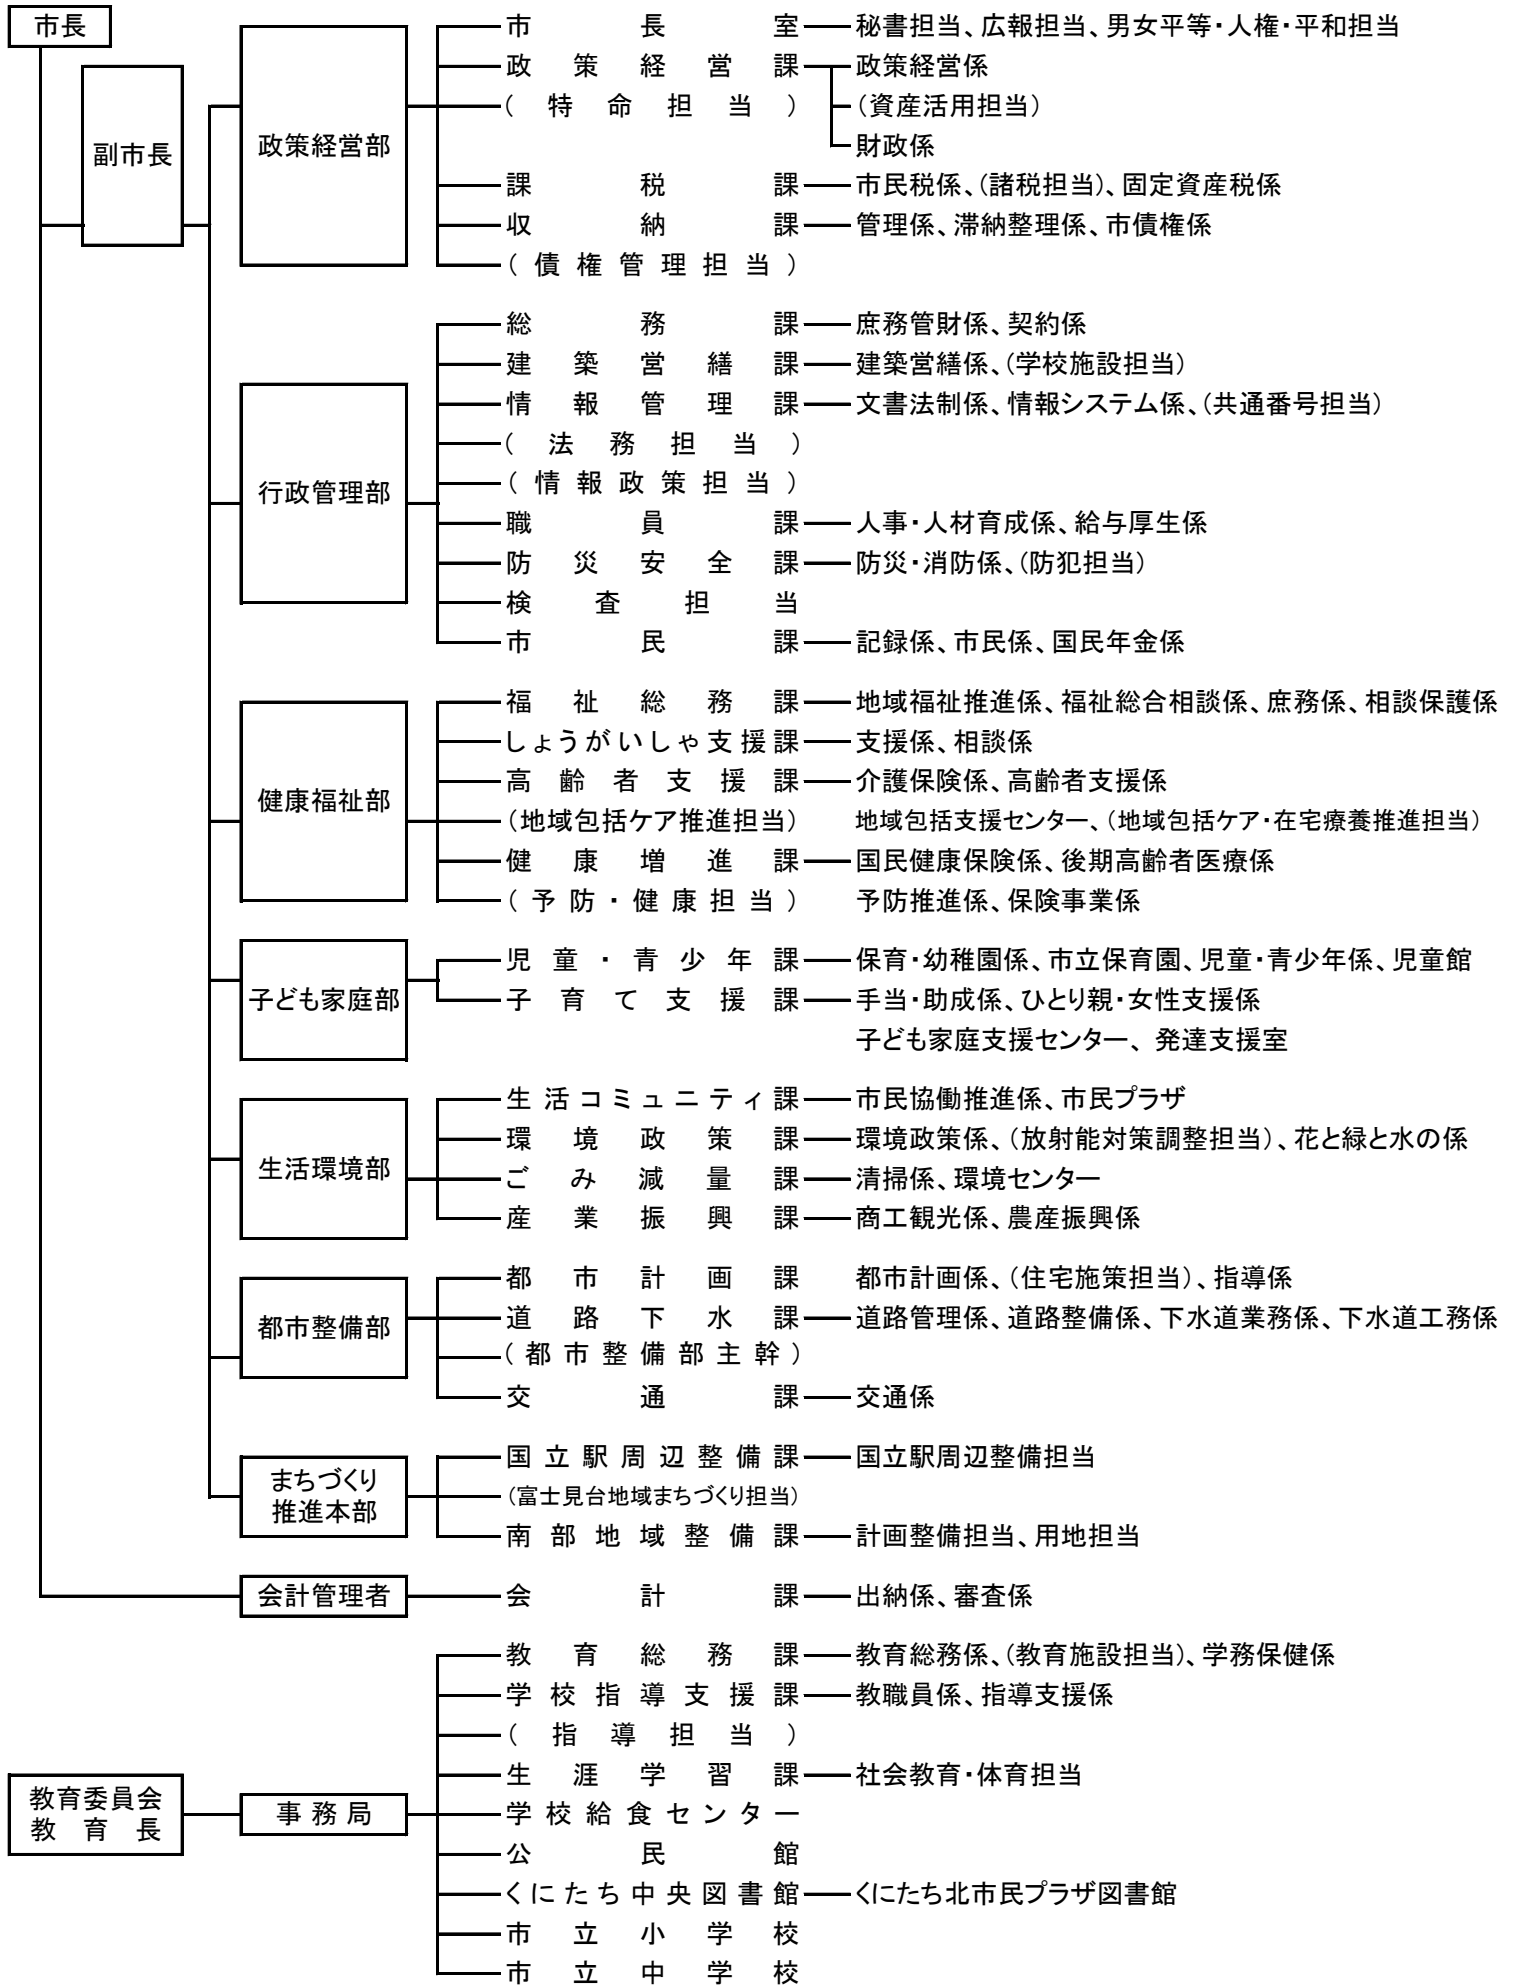 市長
副市長
政策経営部
市長室 秘書担当、広報担当、男女平等・人権・平和担当
政策経営課 政策経営係
(特命担当) (資産活用担当)
財政係
課税課 市民税係、(諸税担当)、固定資産税係
収納課 管理係、滞納整理係、市債権係
(債権管理担当)
行政管理部
総務課 庶務管財係、契約係
建築営繕課 建築営繕係、(学校施設担当)
情報管理課 文書法制係、情報システム係、(共通番号担当)
(法務担当)
(情報政策担当)
職員課 人事・人材育成係、給与厚生係
防災安全課 防災・消防係、(防犯担当)
検査担当
市民課 記録係、市民係、国民年金係
健康福祉部
福祉総務課 地域福祉推進係、福祉総合相談係、庶務係、相談保護係
しょうがいしゃ支援課 支援係、相談係
高齢者支援課 介護保険係、高齢者支援係
(地域包括ケア推進担当) 地域包括支援センター、(地域包括ケア・在宅療養推進担当)
健康増進課 国民健康保険係、後期高齢者医療係
(予防・健康担当) 予防推進係、保険事業係
子ども家庭部
児童・青少年課 保育・幼稚園係、市立保育園、児童・青少年係、児童館
子育て支援課 手当・助成係、ひとり親・女性支援係
子ども家庭支援センター、発達支援室
生活環境部
生活コミュニティ課 市民協働推進係、市民プラザ
環境政策課 環境政策係、(放射能対策調整担当)、花と緑と水の係
ごみ減量課 清掃係、環境センター
産業振興課 商工観光係、農産振興係
都市整備部
都市計画課 都市計画係、(住宅施策担当)、指導係
道路下水課 道路管理係、道路整備係、下水道業務係、下水道工務係
(都市整備部主幹)
交通課 交通係
まちづくり
推進本部
国立駅周辺整備課 国立駅周辺整備担当
(富士見台地域まちづくり担当)
南部地域整備課 計画整備担当、用地担当
会計管理者
会計課 出納係、審査係
教育委員会
教育長
事務局
教育総務課 教育総務係、(教育施設担当)、学務保健係
学校指導支援課 教職員係、指導支援係
(指導担当)
生涯学習課 社会教育・体育担当
学校給食センター
公民館
くにたち中央図書館 くにたち北市民プラザ図書館
市立小学校
市立中学校